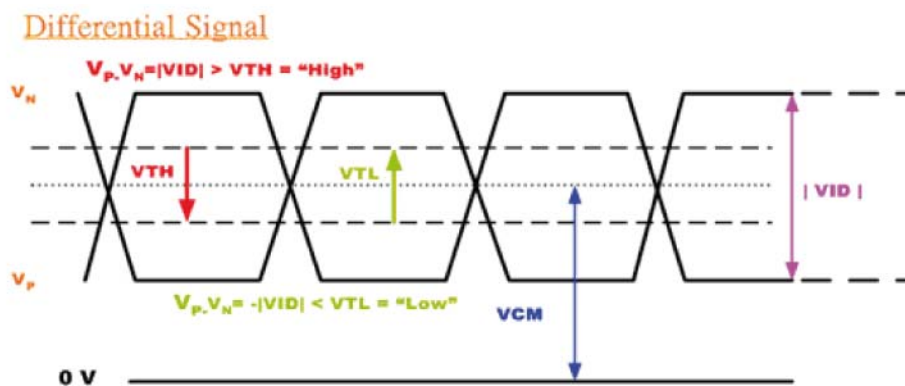 Differential Signal
VP-VN=|VID| > VTH = “High”
VN
VTH
VTL
| VID |
VP
VP-VN= -|VID| < VTL = “Low”
VCM
0 V